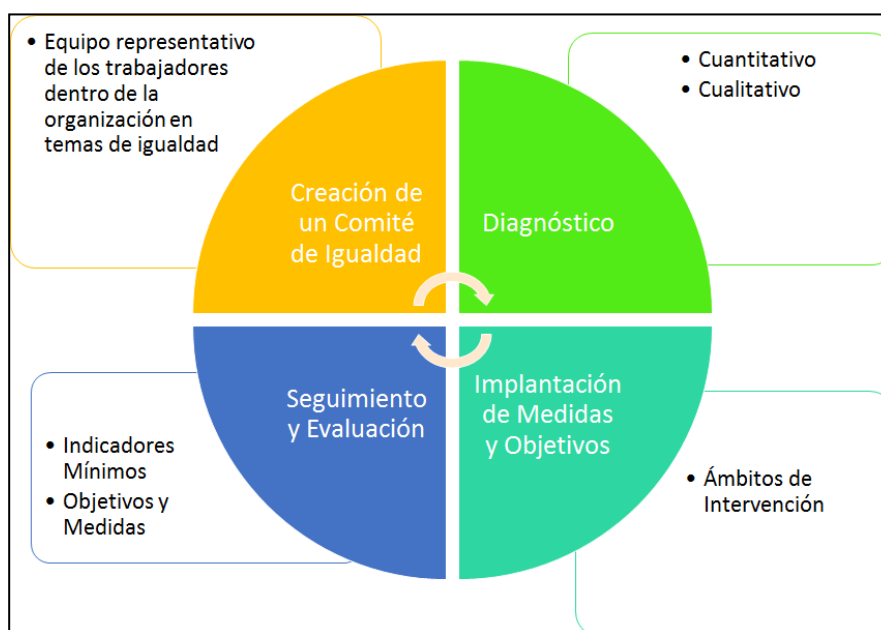 • Equipo representativo
de los trabajadores
dentro de la
organización en
temas de igualdad
Creación de
un Comité
de Igualdad
• Cuantitativo
• Cualitativo
Diagnóstico
Implantación
de Medidas
y Objetivos
• Ámbitos de
Intervención
Seguimiento
y Evaluación
• Indicadores
Mínimos
• Objetivos y
Medidas